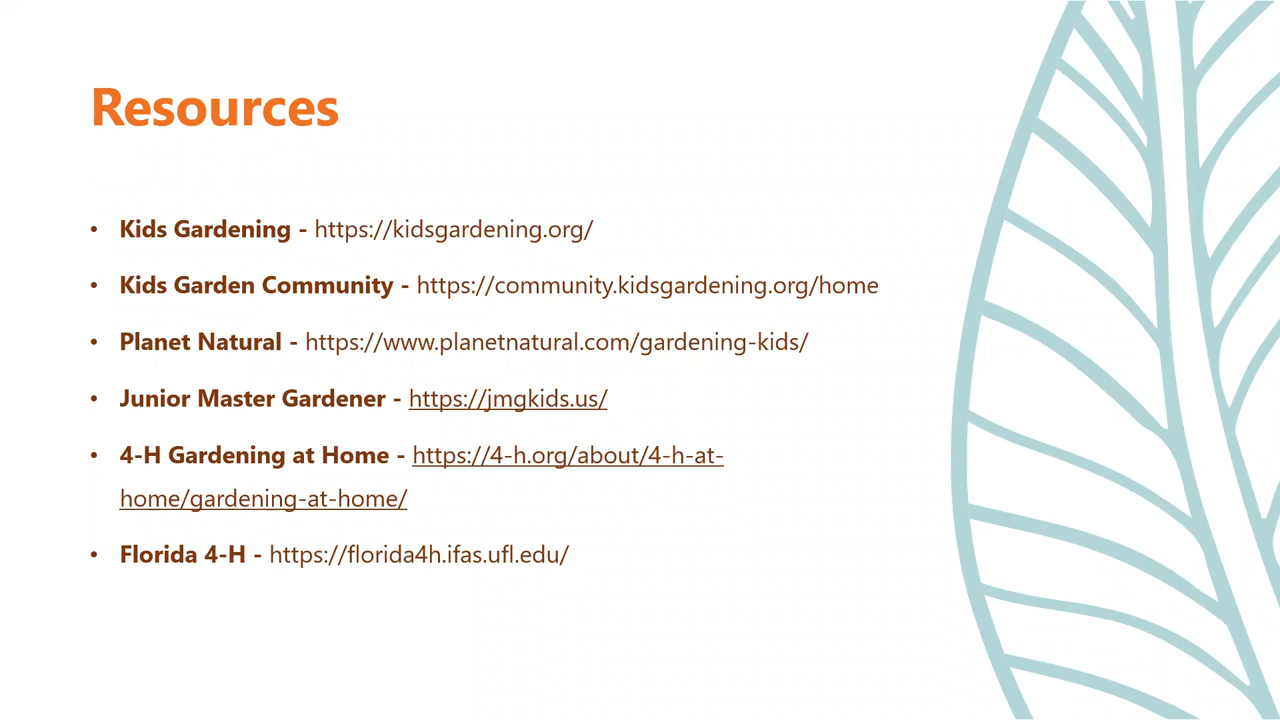 Resources
• Kids Gardening - https://kidsgardening.org/
• Kids Garden Community - https://community.kidsgardening.org/home
• Planet Natural - https://www.planetnatural.com/gardening-kids/
• Junior Master Gardener - https://jmgkids.us/
• 4-H Gardening at Home - https://4-h.org/about/4-h-at-
home/gardening-at-home/
• Florida 4-H - https://florida4h.ifas.ufl.edu/